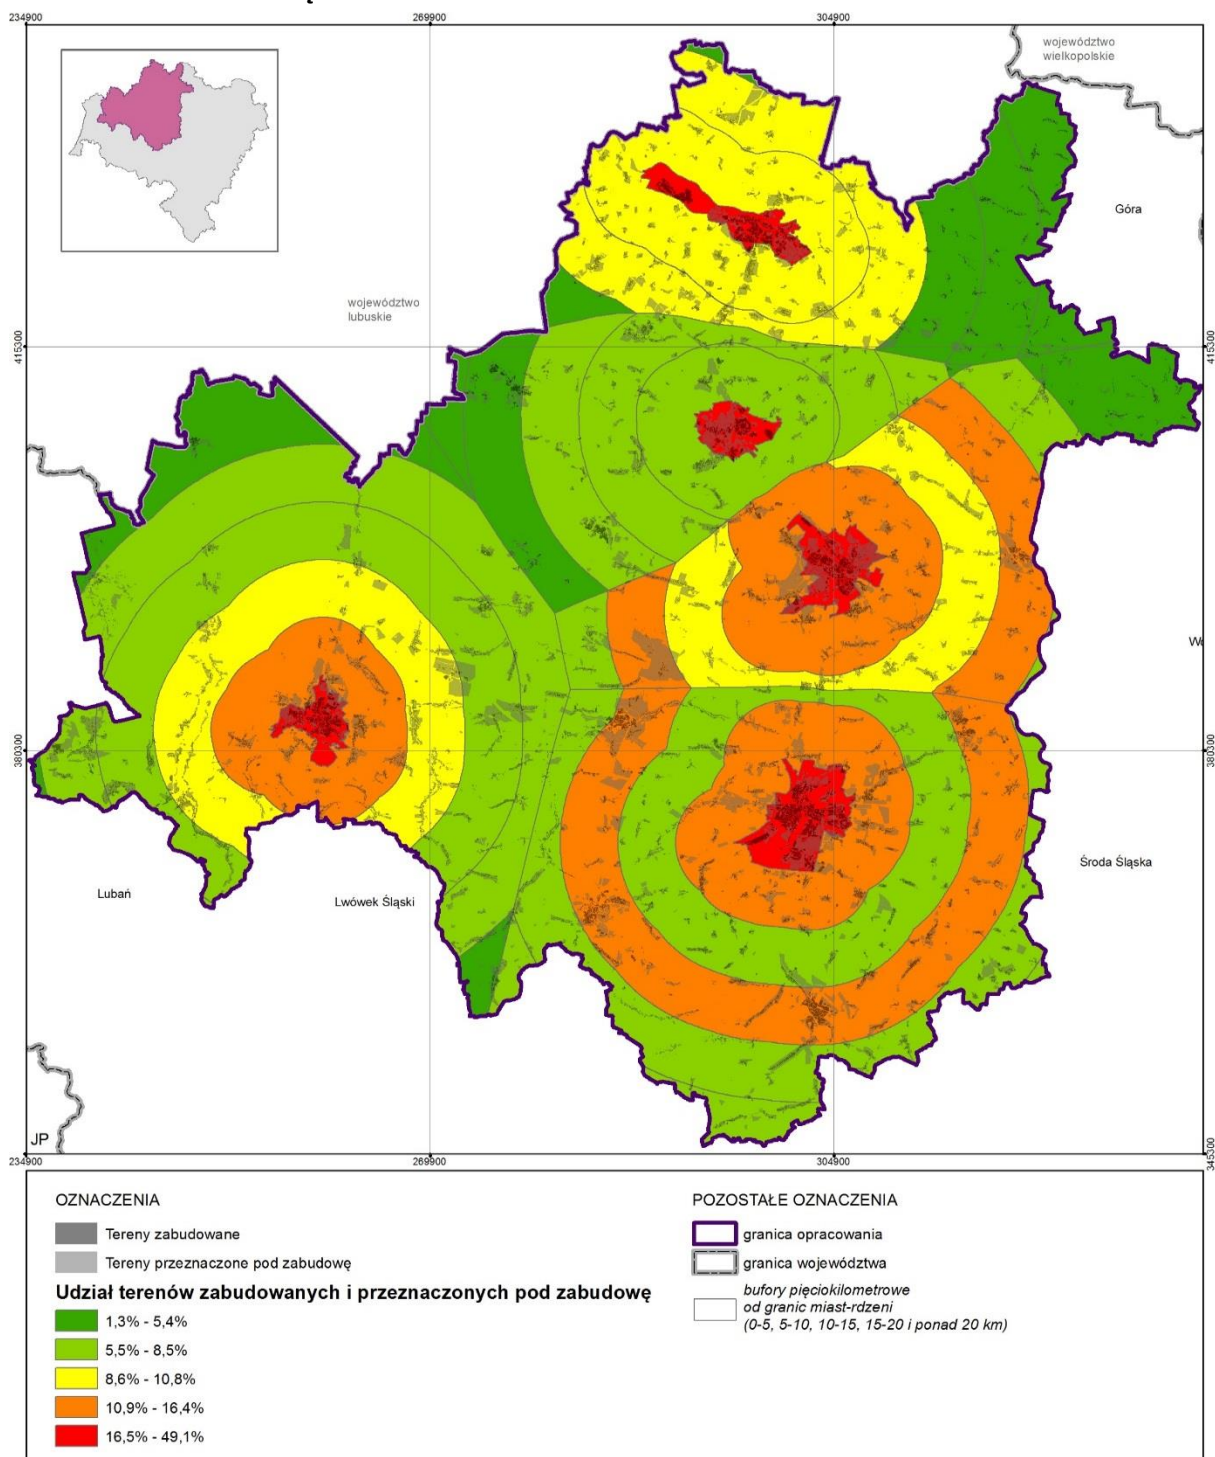 234900
269900
304900
województwo
wielkopolskie
Góra
województwo
lubuskie
415300
415300
380300
380300
Lubań
Lwówek Śląski
Środa Śląska
JP
345300
234900
269900
304900
OZNACZENIA
Tereny zabudowane
Tereny przeznaczone pod zabudowę
Udział terenów zabudowanych i przeznaczonych pod zabudowę
1,3% - 5,4%
5,5% - 8,5%
8,6% - 10,8%
10,9% - 16,4%
16,5% - 49,1%
POZOSTAŁE OZNACZENIA
granica opracowania
granica województwa
bufory pięciokilometrowe
od granic miast-rdzeni
(0-5, 5-10, 10-15, 15-20 i ponad 20 km)